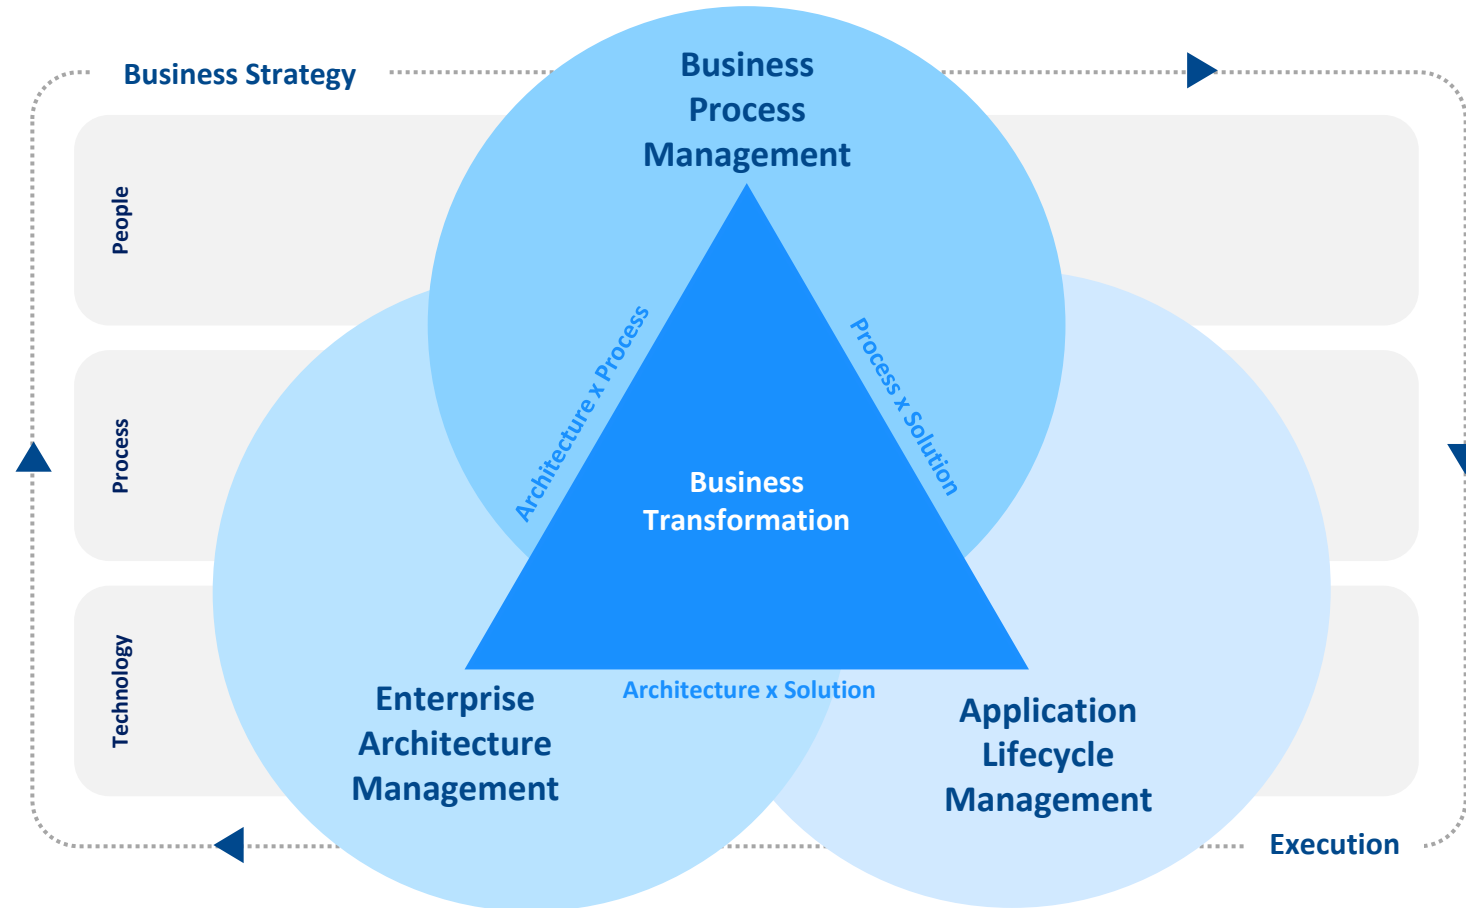 Business Strategy
Business
Process
Management
People
Process
Technology
Architecture x Process
Process x Solution
Business
Transformation
Architecture x Solution
Enterprise
Architecture
Management
Application
Lifecycle
Management
Execution